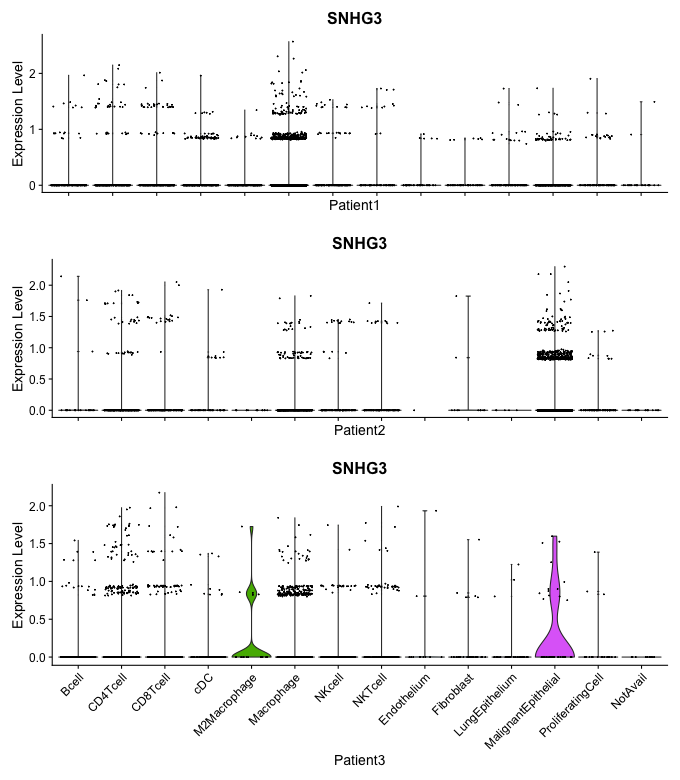 SNHG3
Expression Level
2
1
0
Patient1
SNHG3
Expression Level
2.0
1.5
1.0
0.5
0.0
Patient2
SNHG3
Expression Level
2.0
1.5
1.0
0.5
0.0
Bcell
CD4Tcell
CD8Tcell
cDC
M2Macrophage
Macrophage
NKcell
NKTcell
Endothelium
Fibroblast
LungEpithelium
MalignantEpithelial
ProliferatingCell
NotAvail
Patient3